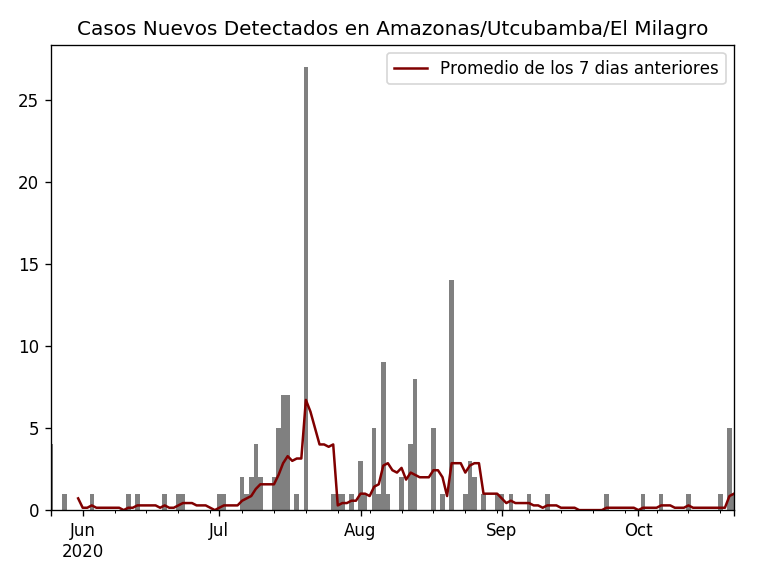 Casos Nuevos Detectados en Amazonas/Utcubamba/El Milagro
Promedio de los 7 dias anteriores
25
20
15
10
5
0
Jun Jul Aug Sep Oct
2020